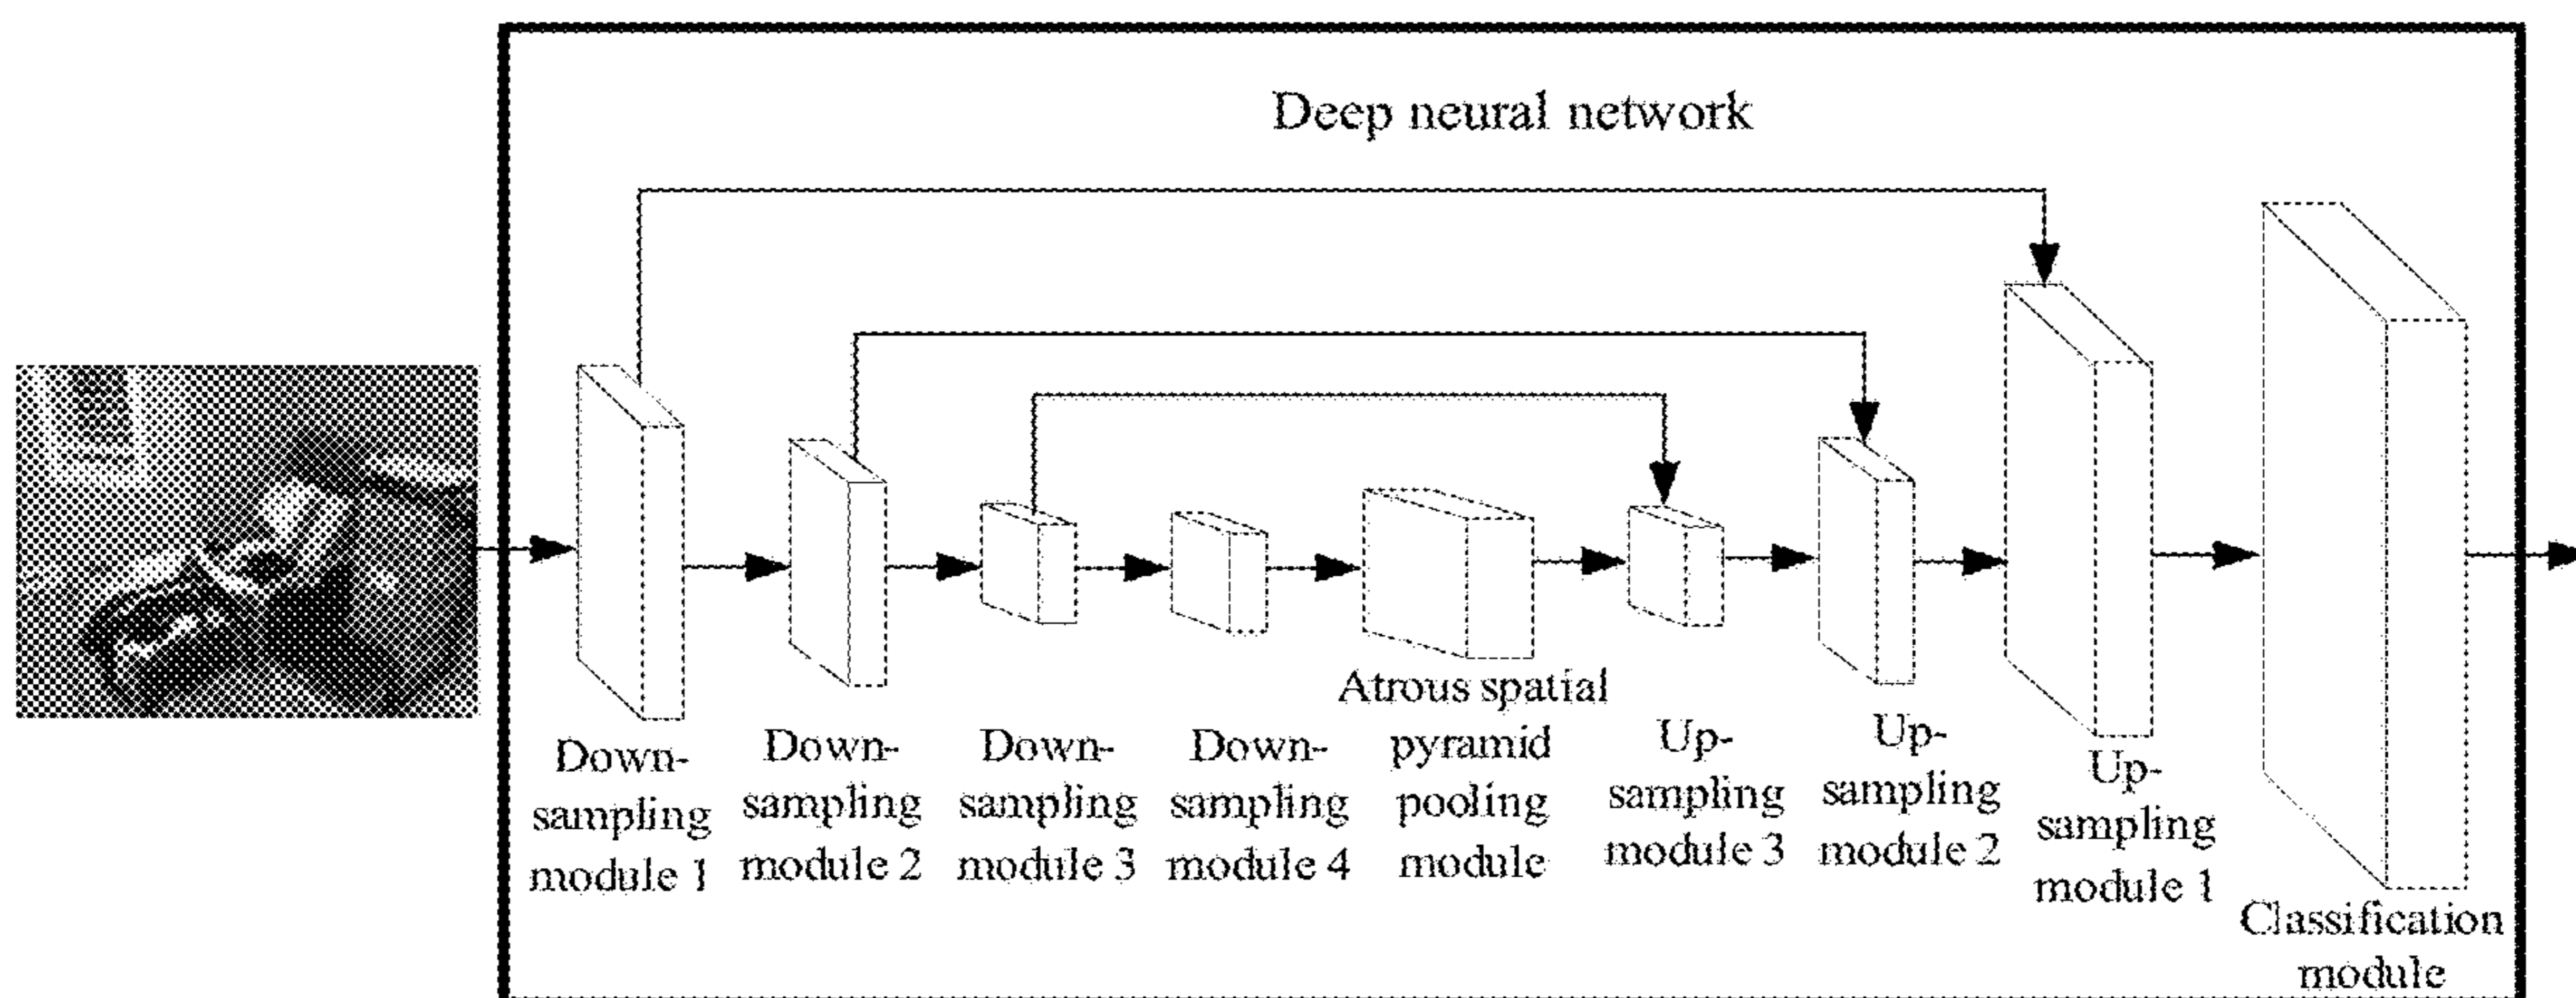 Deep neural network
Down-
sampling
module 1
Down-
sampling
module 2
Down-
sampling
module 3
Down-
sampling
module 4
Atrous spatial
pyramid
pooling
module
Up-
sampling
module 3
Up-
sampling
module 2
Up-
sampling
module 1
Classification
module